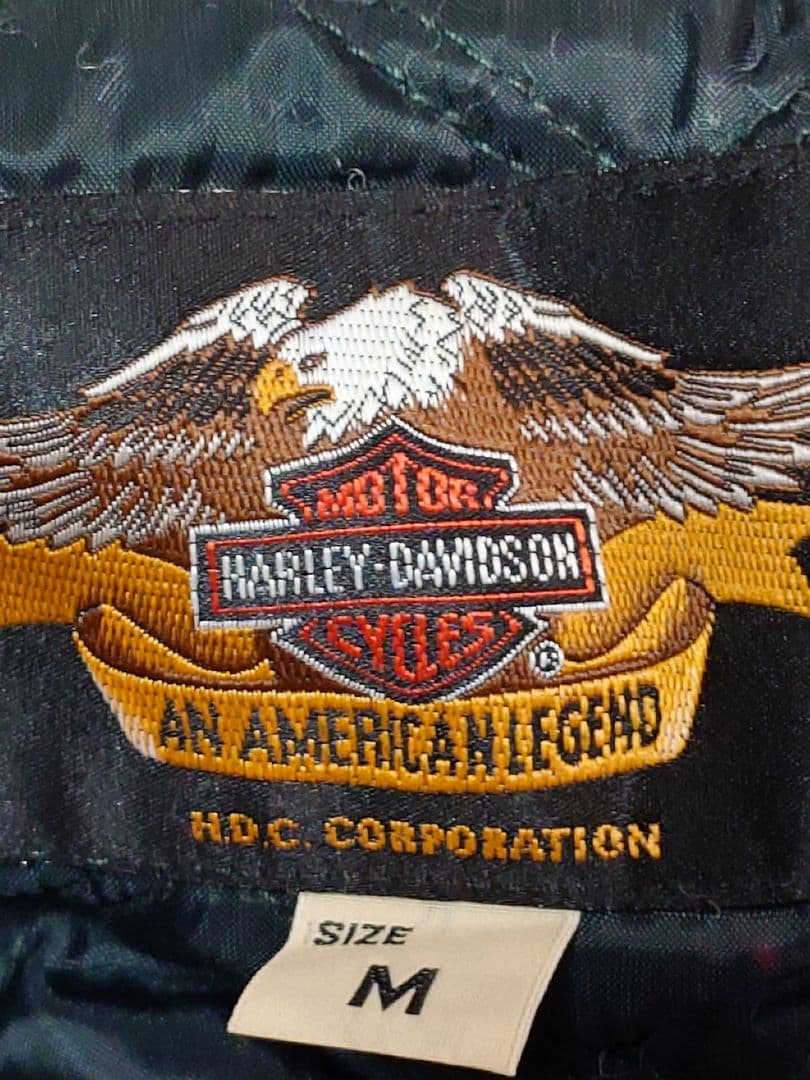 MOTOR
HARLEY-DAVIDSON
CYCLES
®
AN AMERICAN LEGEND
H.D.C. CORPORATION
SIZE
M